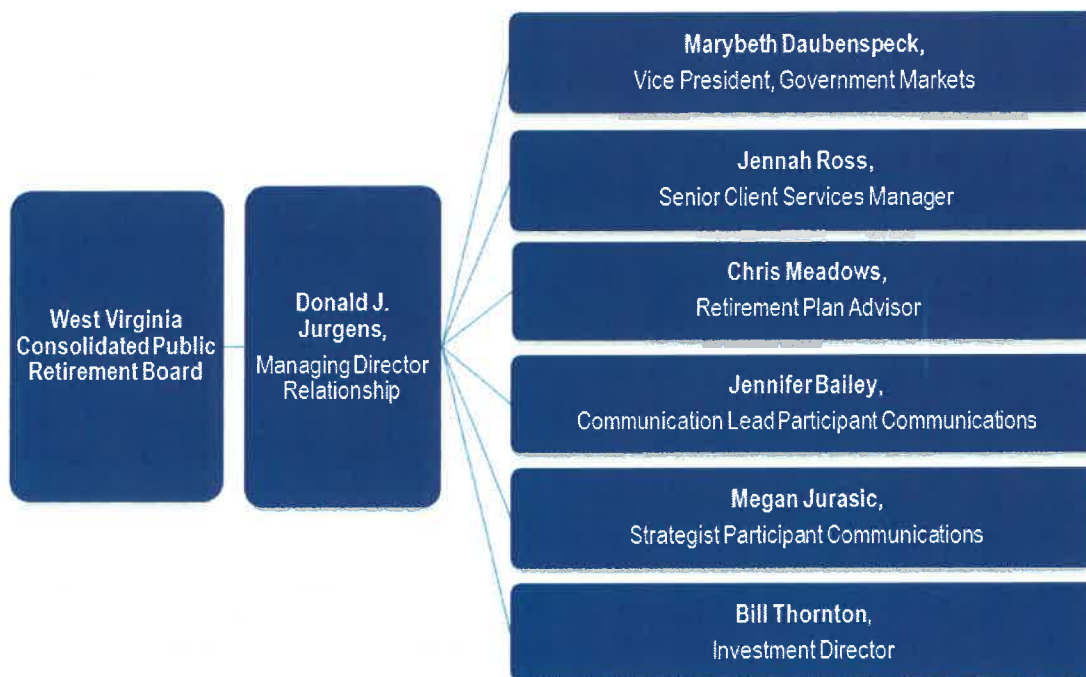 West Virginia
Consolidated Public
Retirement Board
Donald J.
Jurgens,
Managing Director
Relationship
Marybeth Daubenspeck,
Vice President, Government Markets
Jennah Ross,
Senior Client Services Manager
Chris Meadows,
Retirement Plan Advisor
Jennifer Bailey,
Communication Lead Participant Communications
Megan Jurasic,
Strategist Participant Communications
Bill Thornton,
Investment Director